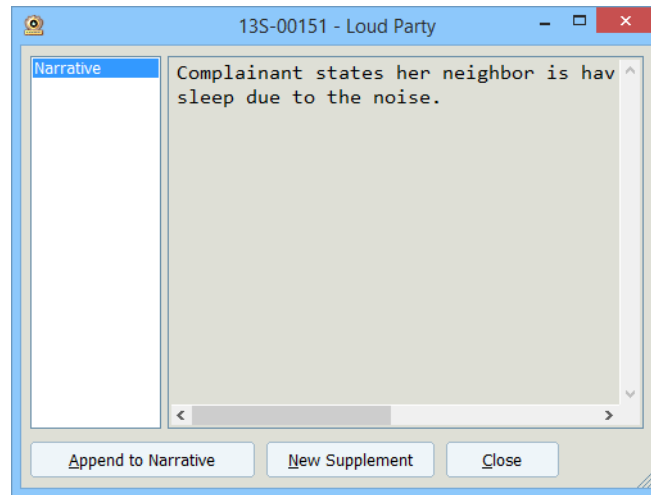 13S-00151 - Loud Party
Narrative
Complainant states her neighbor is hav
sleep due to the noise.
Append to Narrative
New Supplement
Close